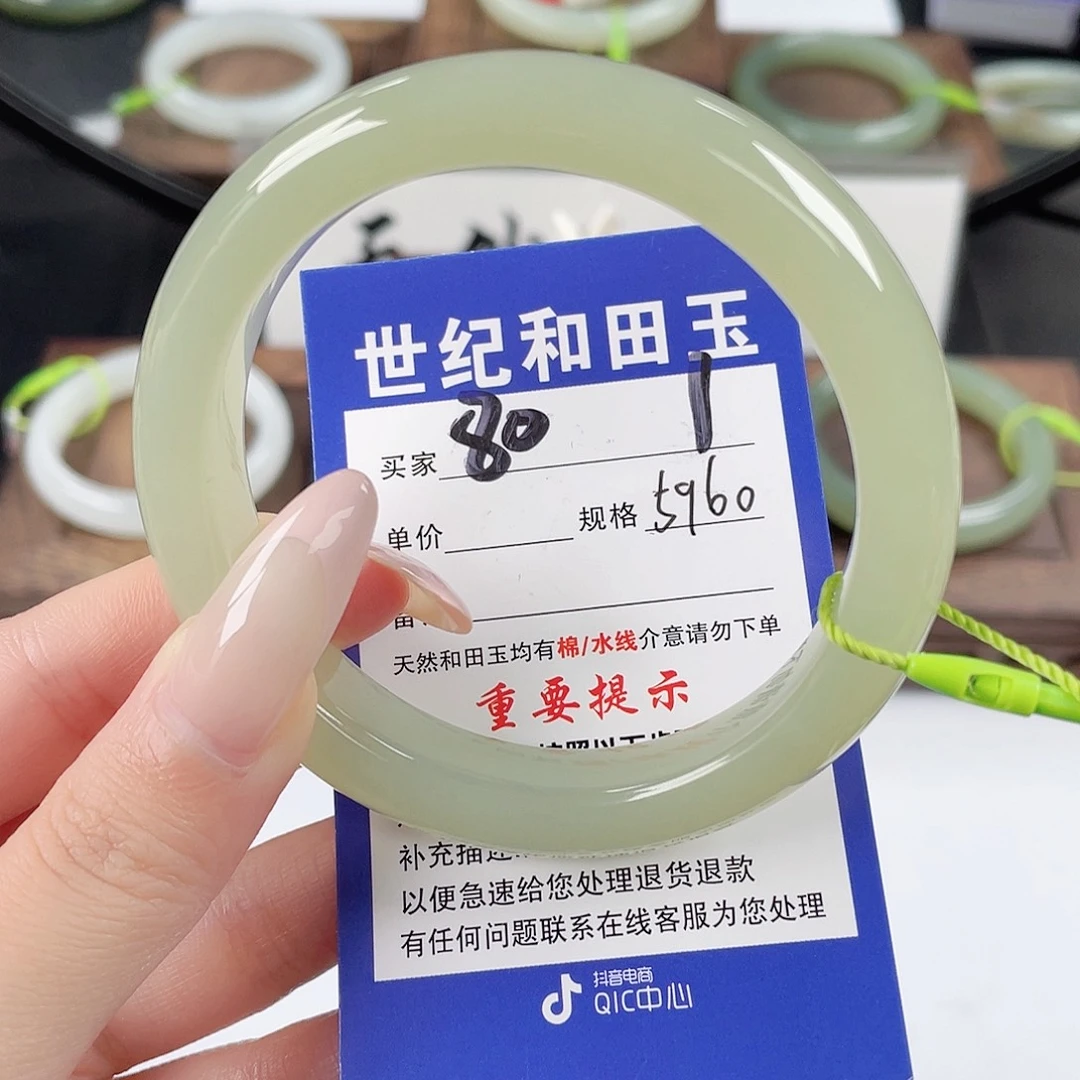 世纪和田玉
买家 80 1
单价 规格 5960
天然和田玉均有棉/水线介意请勿下单
重要提示
补充描述
以便急速给您处理退货退款
有任何问题联系在线客服为您处理
抖音电商
QIC中心